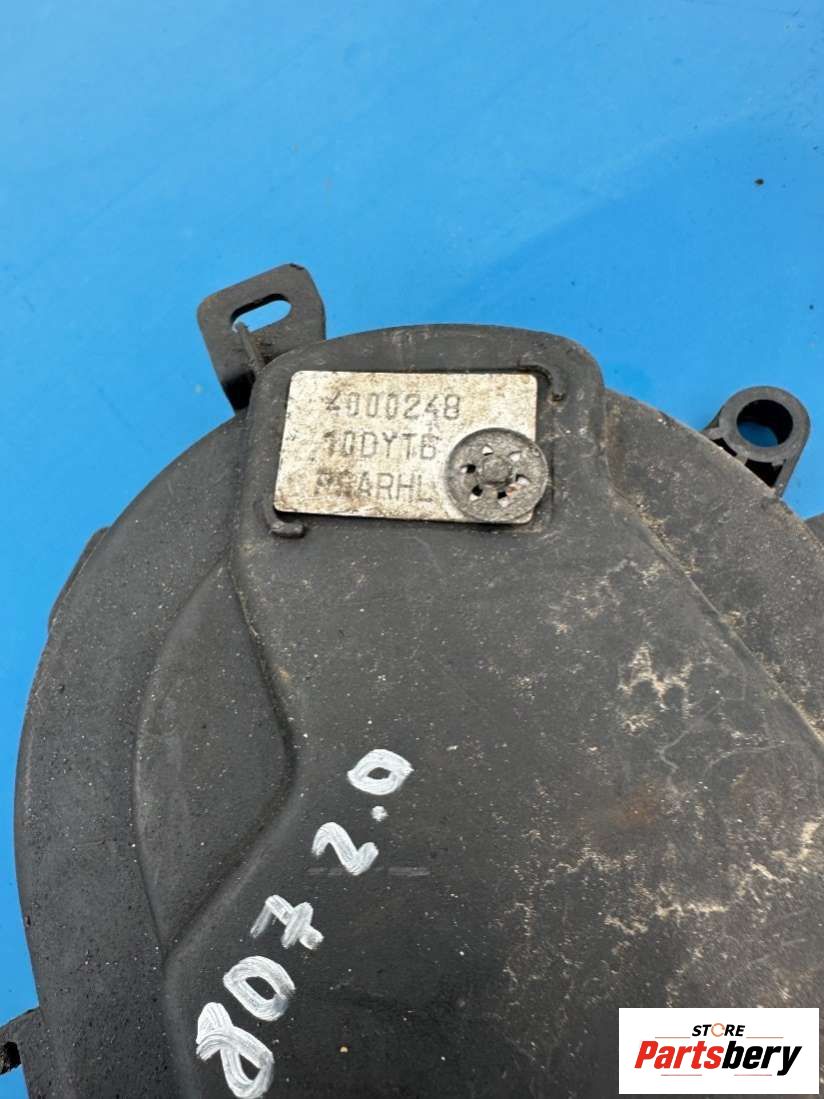 4000248
10DYTB
807 2.0
STORE
Partsbery